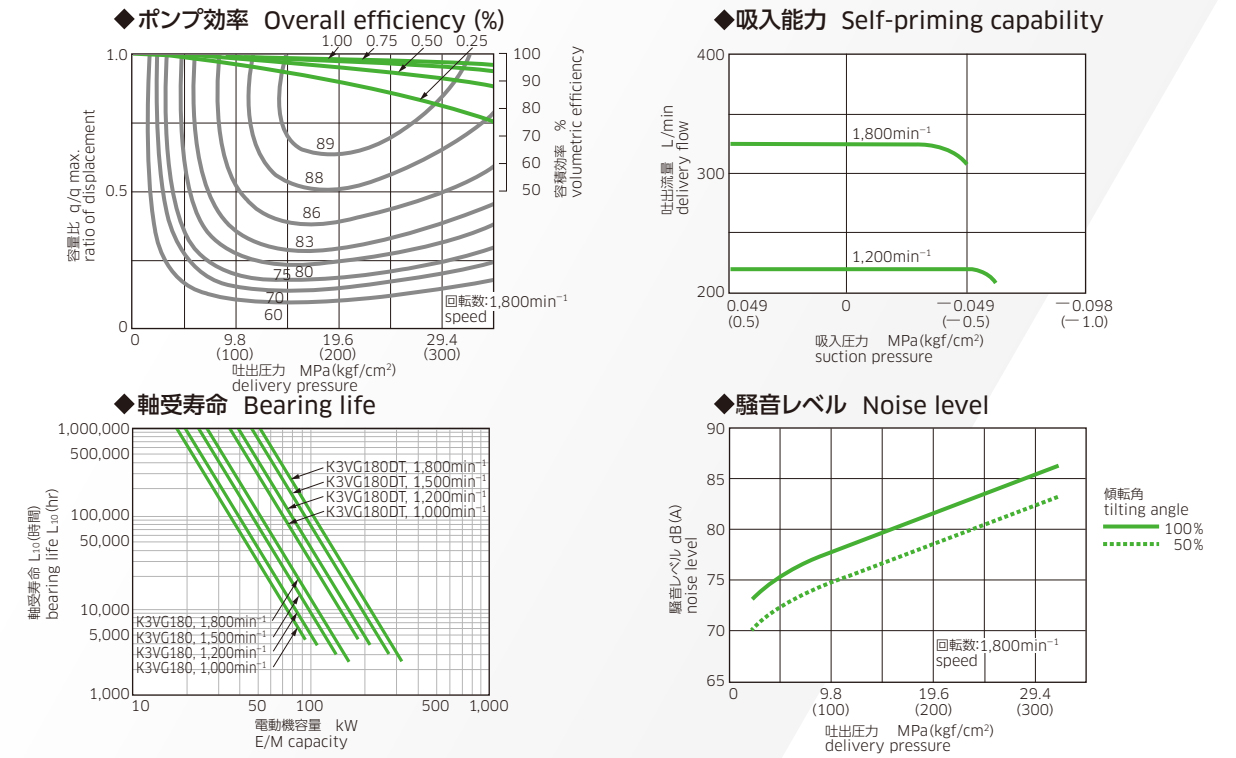 ◆ポンプ効率 Overall efficiency (%)
1.00 0.75 0.50 0.25
1.0
0.5
0
容量比 q/q max.
ratio of displacement
100
90
80
70
60
50
容積効率 %
volumetric efficiency
89
88
86
83
75 80
70
60
回転数:1,800min⁻¹
speed
0 9.8 19.6 29.4
(100) (200) (300)
吐出圧力 MPa(kgf/cm²)
delivery pressure
◆吸入能力 Self-priming capability
400
300
200
吐出流量 L/min
delivery flow
1,800min⁻¹
1,200min⁻¹
0.049 0 －0.049 －0.098
(0.5) (－0.5) (－1.0)
吸入圧力 MPa(kgf/cm²)
suction pressure
◆軸受寿命 Bearing life
1,000,000
500,000
100,000
50,000
10,000
5,000
1,000
軸受寿命 L₁₀(時間)
bearing life L₁₀(hr)
K3VG180DT, 1,800min⁻¹
K3VG180DT, 1,500min⁻¹
K3VG180DT, 1,200min⁻¹
K3VG180DT, 1,000min⁻¹
K3VG180, 1,800min⁻¹
K3VG180, 1,500min⁻¹
K3VG180, 1,200min⁻¹
K3VG180, 1,000min⁻¹
10 50 100 500 1,000
電動機容量 kW
E/M capacity
◆騒音レベル Noise level
90
85
80
75
70
65
騒音レベル dB(A)
noise level
回転数:1,800min⁻¹
speed
0 9.8 19.6 29.4
(100) (200) (300)
吐出圧力 MPa(kgf/cm²)
delivery pressure
傾転角
tilting angle
100%
50%